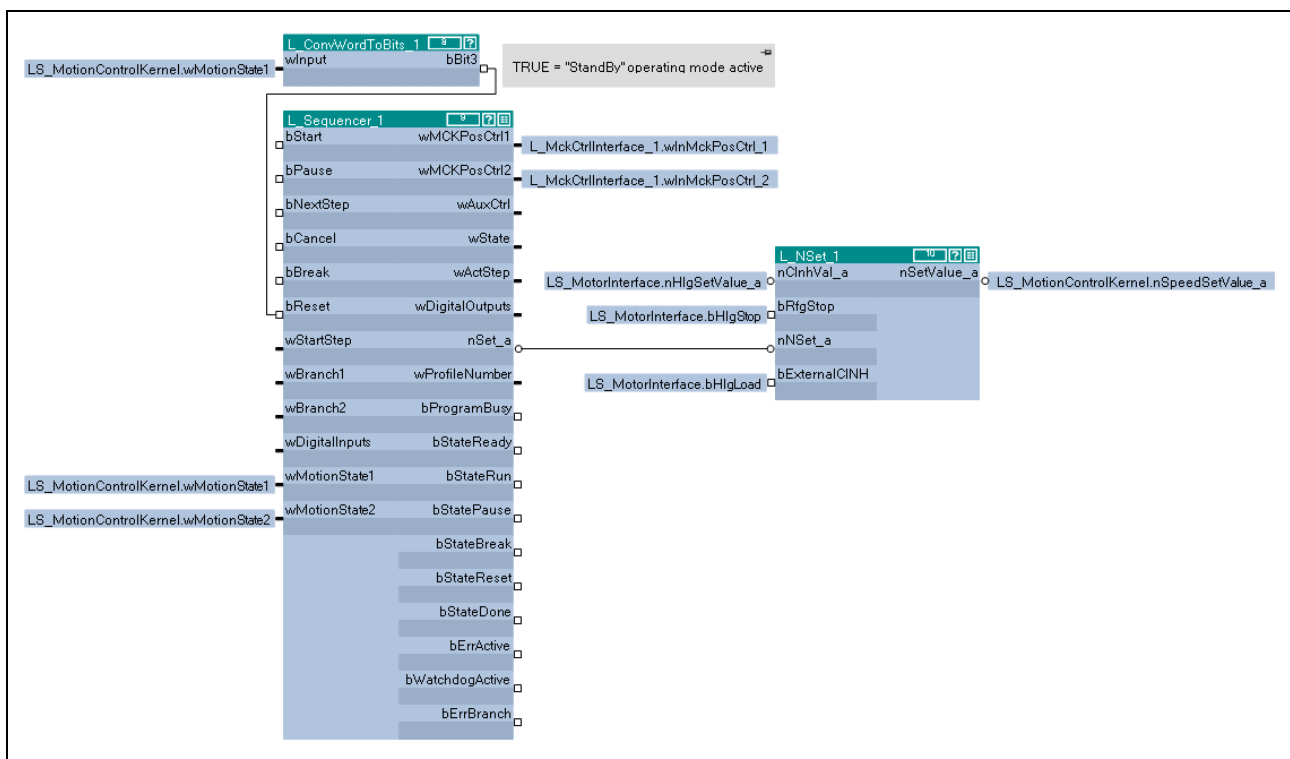 L_ConvWordToBits_1 8 ?
wInput bBit3
LS_MotionControlKernel.wMotionState1
TRUE = "StandBy" operating mode active
L_Sequencer_1 9 ?
bStart wMCKPosCtrl1
L_MckCtrlInterface_1.wInMckPosCtrl_1
bPause wMCKPosCtrl2
L_MckCtrlInterface_1.wInMckPosCtrl_2
bNextStep wAuxCtrl
bCancel wState
bBreak wActStep
bReset wDigitalOutputs
wStartStep nSet_a
wBranch1 wProfileNumber
wBranch2 bProgramBusy
wDigitalInputs bStateReady
wMotionState1 bStateRun
LS_MotionControlKernel.wMotionState1
wMotionState2 bStatePause
LS_MotionControlKernel.wMotionState2
bStateBreak
bStateReset
bStateDone
bErrActive
bWatchdogActive
bErrBranch
L_NSet_1 10 ?
nCInhVal_a nSetValue_a
LS_MotorInterface.nHlgSetValue_a
LS_MotionControlKernel.nSpeedSetValue_a
bRfgStop
LS_MotorInterface.bHlgStop
nNSet_a
bExternalCINH
LS_MotorInterface.bHlgLoad